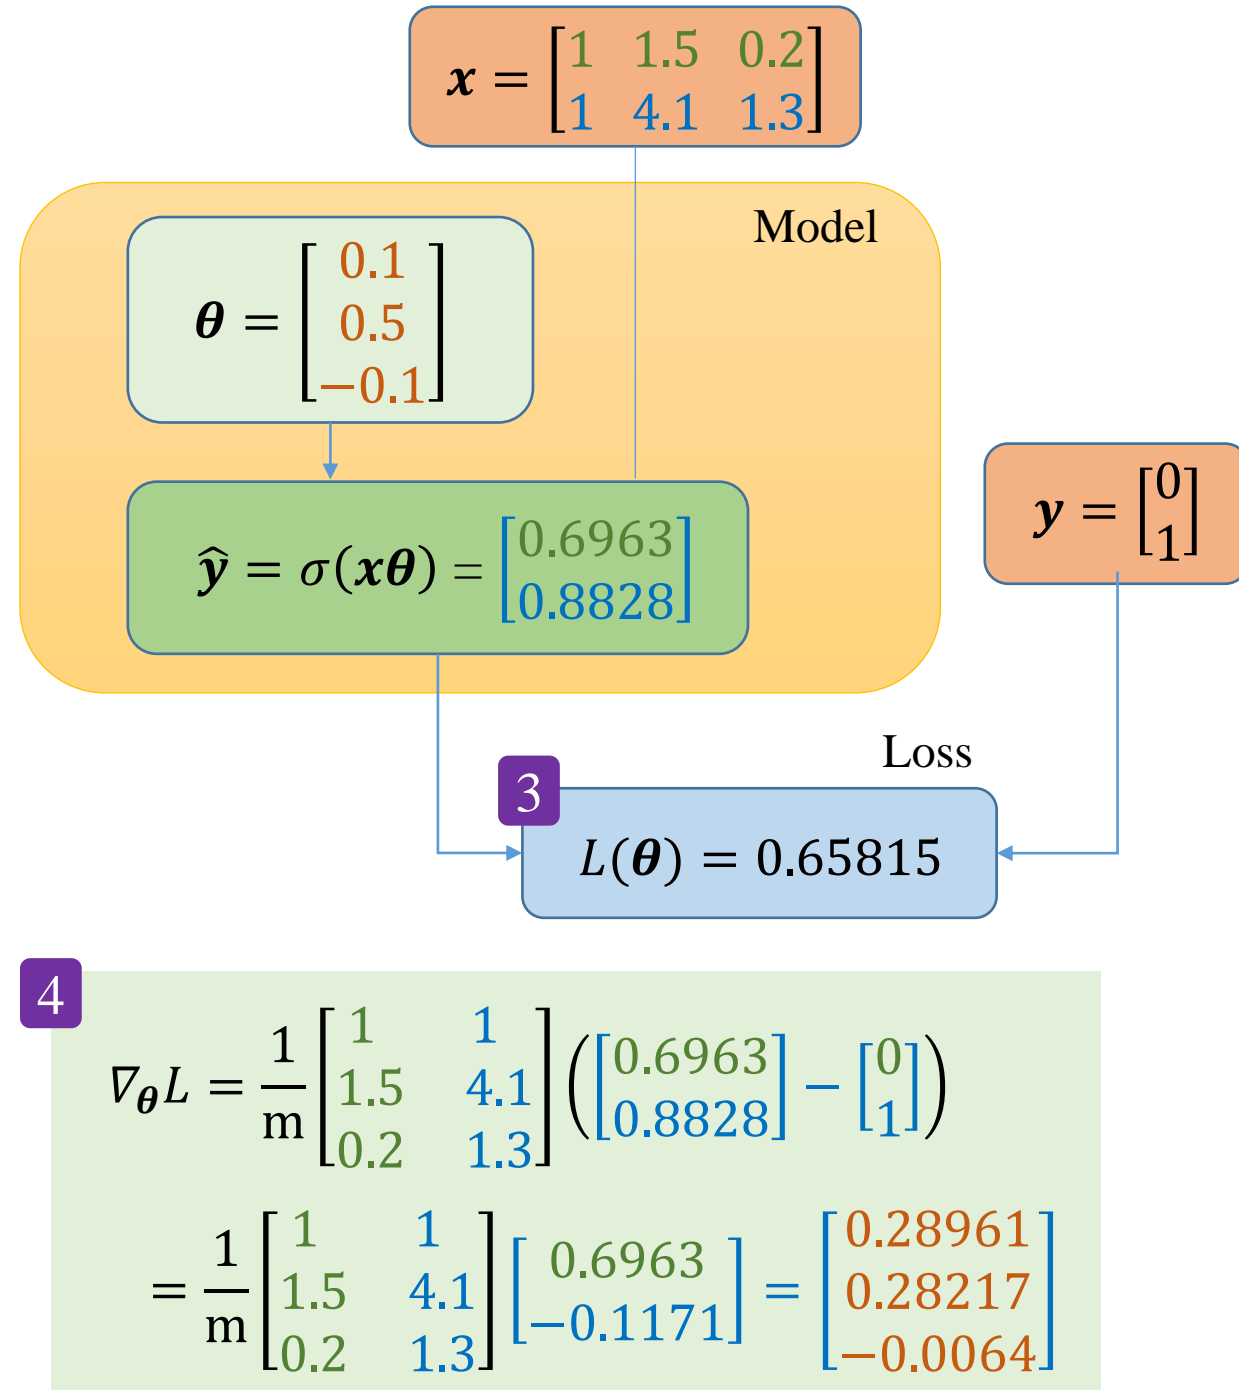 𝒙 = [1 1.5 0.2
1 4.1 1.3]
Model
𝜽 = [0.1
0.5
−0.1]
𝒚̂ = σ(𝒙𝜽) = [0.6963
0.8828]
𝒚 = [0
1]
Loss
3
L(𝜽) = 0.65815
4
∇𝜽L = 1/m [1 1
1.5 4.1
0.2 1.3] ([0.6963
0.8828] − [0
1])
= 1/m [1 1
1.5 4.1
0.2 1.3] [0.6963
−0.1171] = [0.28961
0.28217
−0.0064]